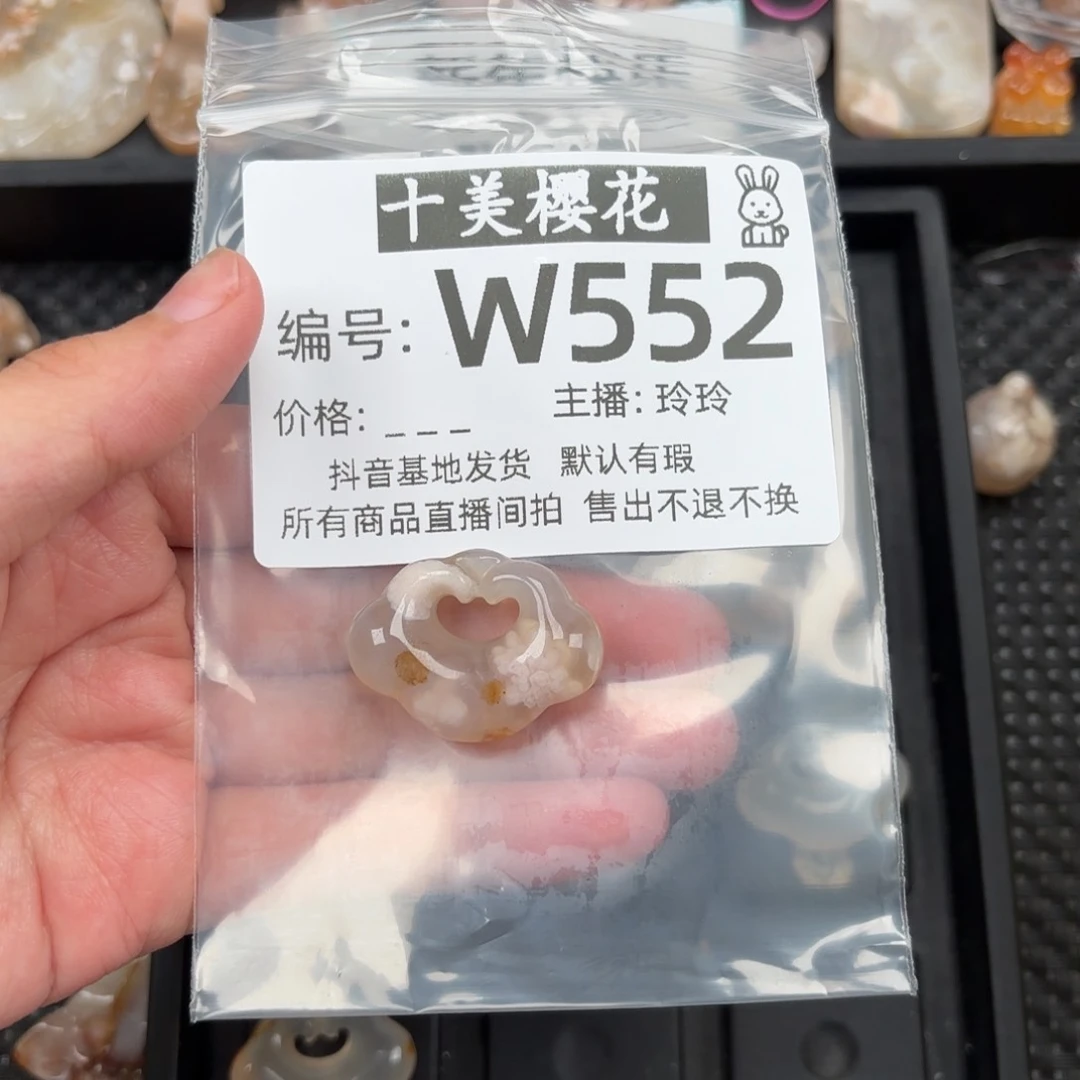 十美樱花
编号: W552
价格: _ _ _ 主播: 玲玲
抖音基地发货 默认有瑕
所有商品直播间拍 售出不退不换